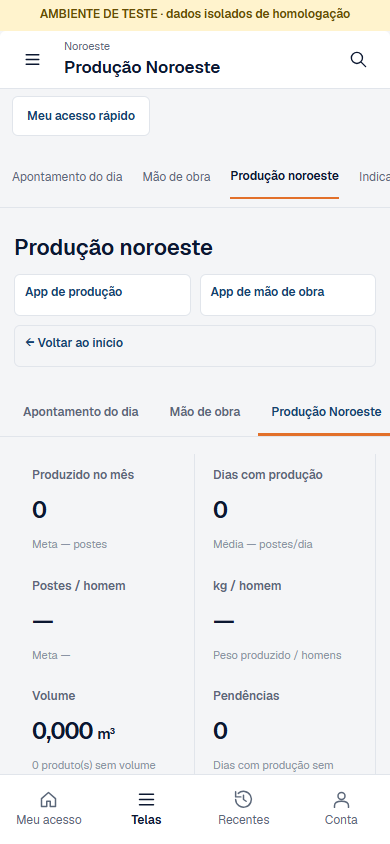 AMBIENTE DE TESTE · dados isolados de homologação
Noroeste
Produção Noroeste
Meu acesso rápido
Apontamento do dia Mão de obra Produção noroeste Indica
Produção noroeste
App de produção App de mão de obra
← Voltar ao início
Apontamento do dia Mão de obra Produção Noroeste
Produzido no mês Dias com produção
0 0
Meta — postes Média — postes/dia
Postes / homem kg / homem
— —
Meta — Peso produzido / homens
Volume Pendências
0,000 m³ 0
0 produto(s) sem volume Dias com produção sem
Meu acesso Telas Recentes Conta